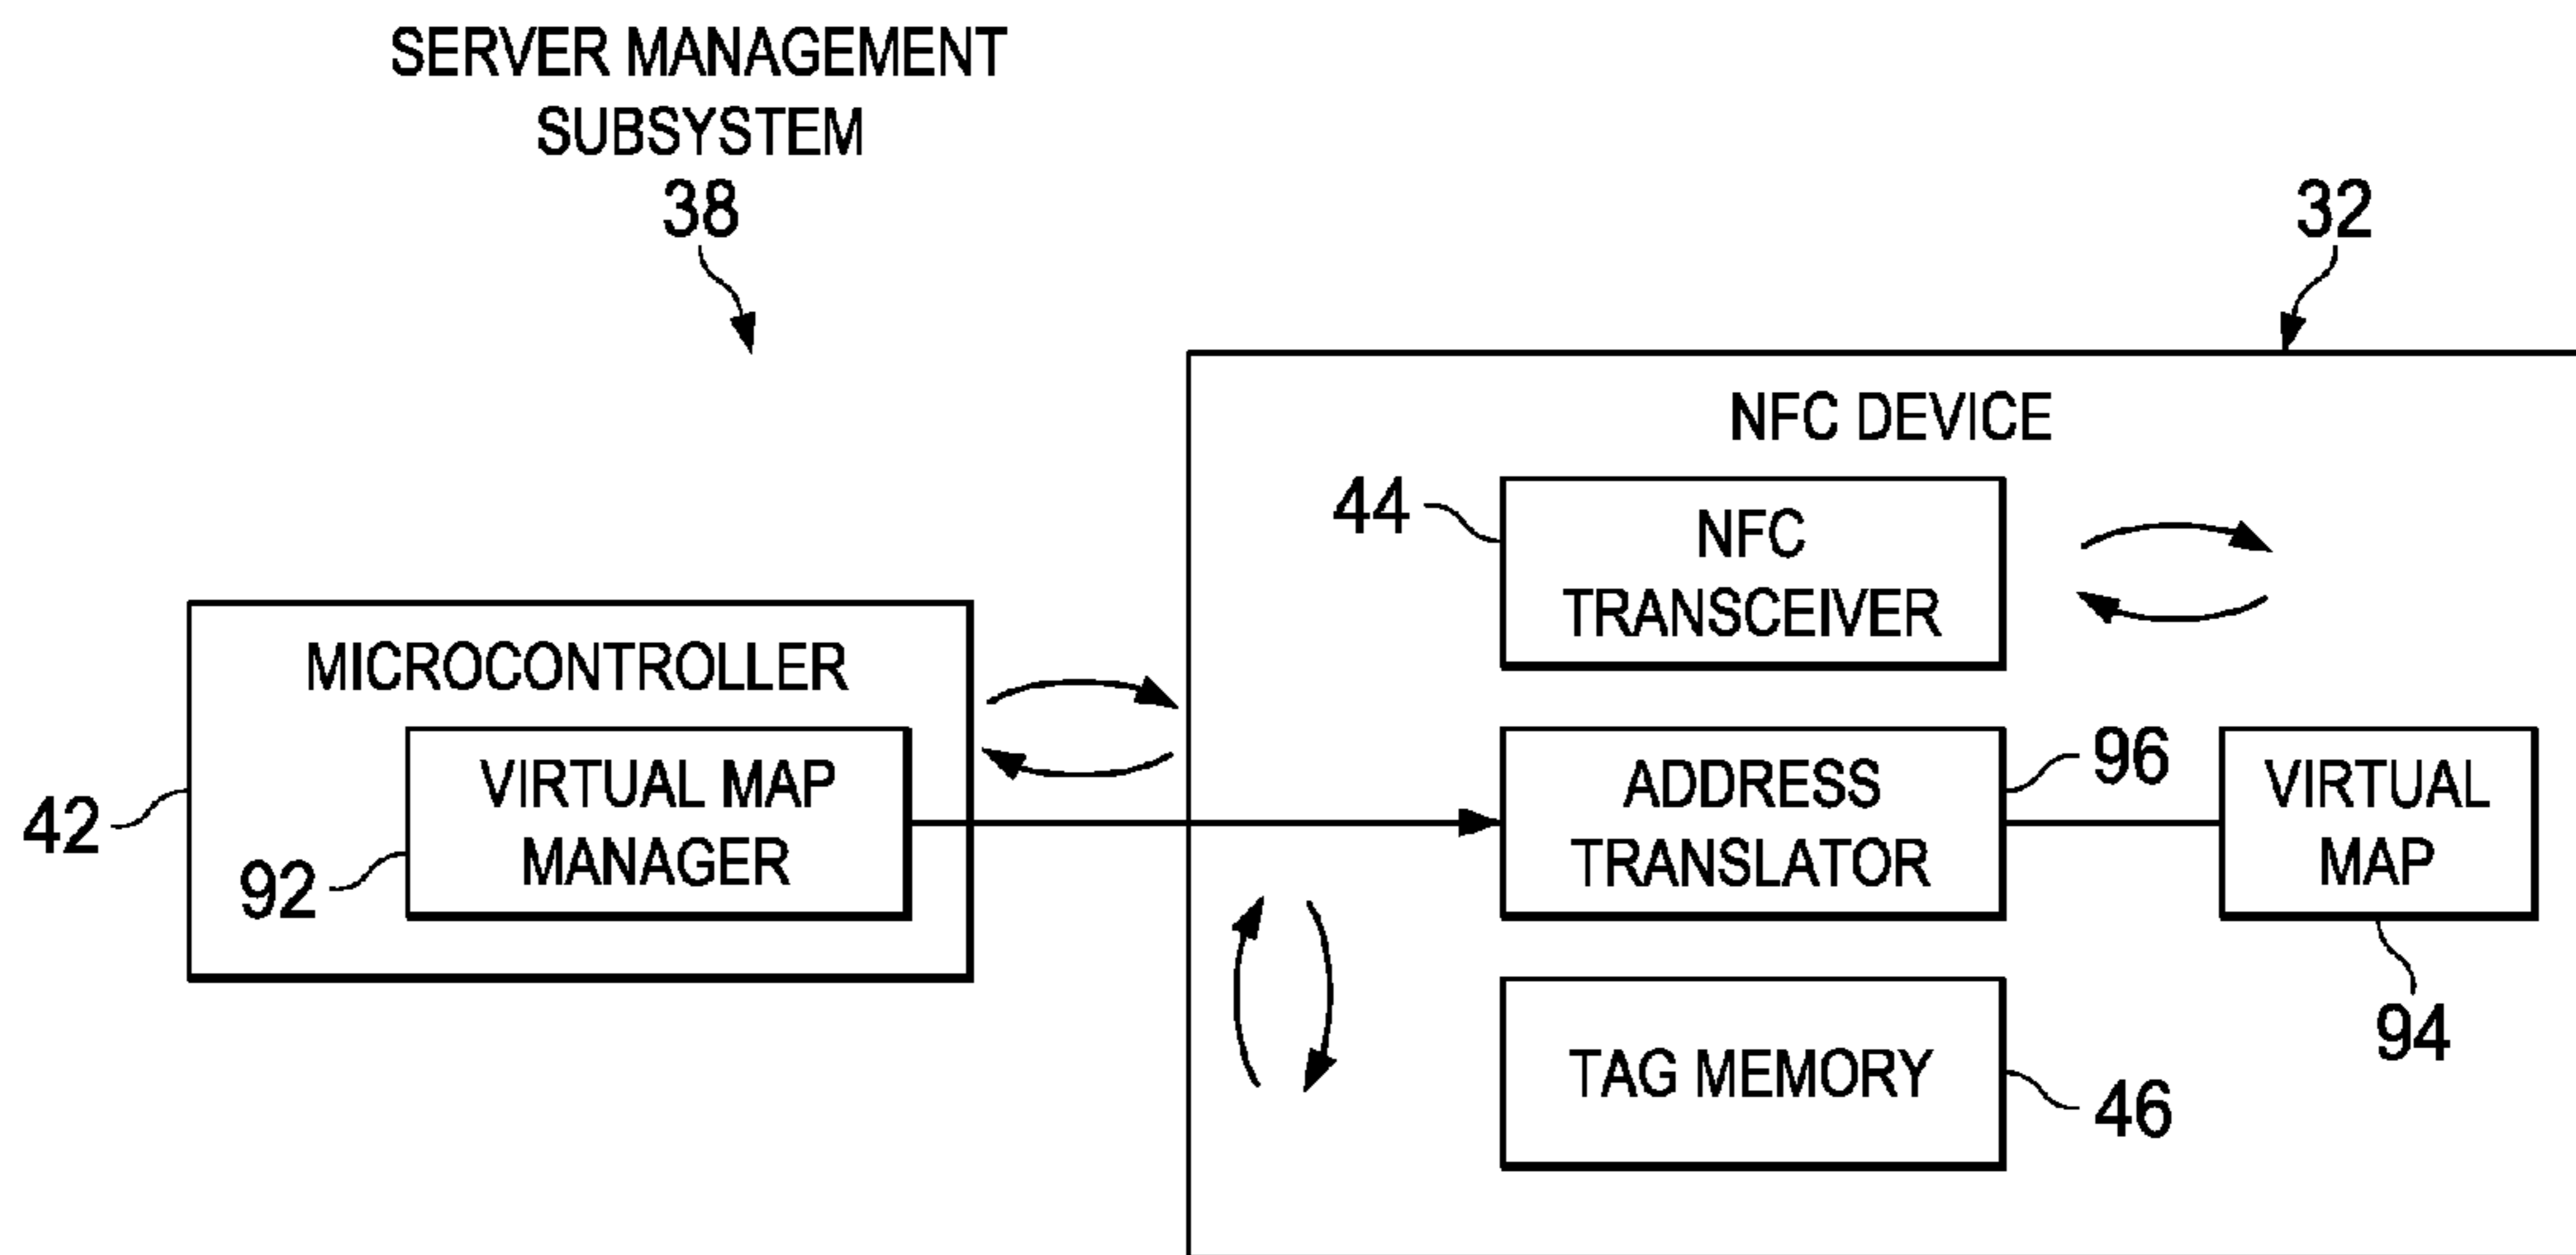 SERVER MANAGEMENT
SUBSYSTEM
38
32
NFC DEVICE
44
NFC
TRANSCEIVER
MICROCONTROLLER
42
VIRTUAL MAP
MANAGER
92
ADDRESS
TRANSLATOR
96
VIRTUAL
MAP
94
TAG MEMORY
46